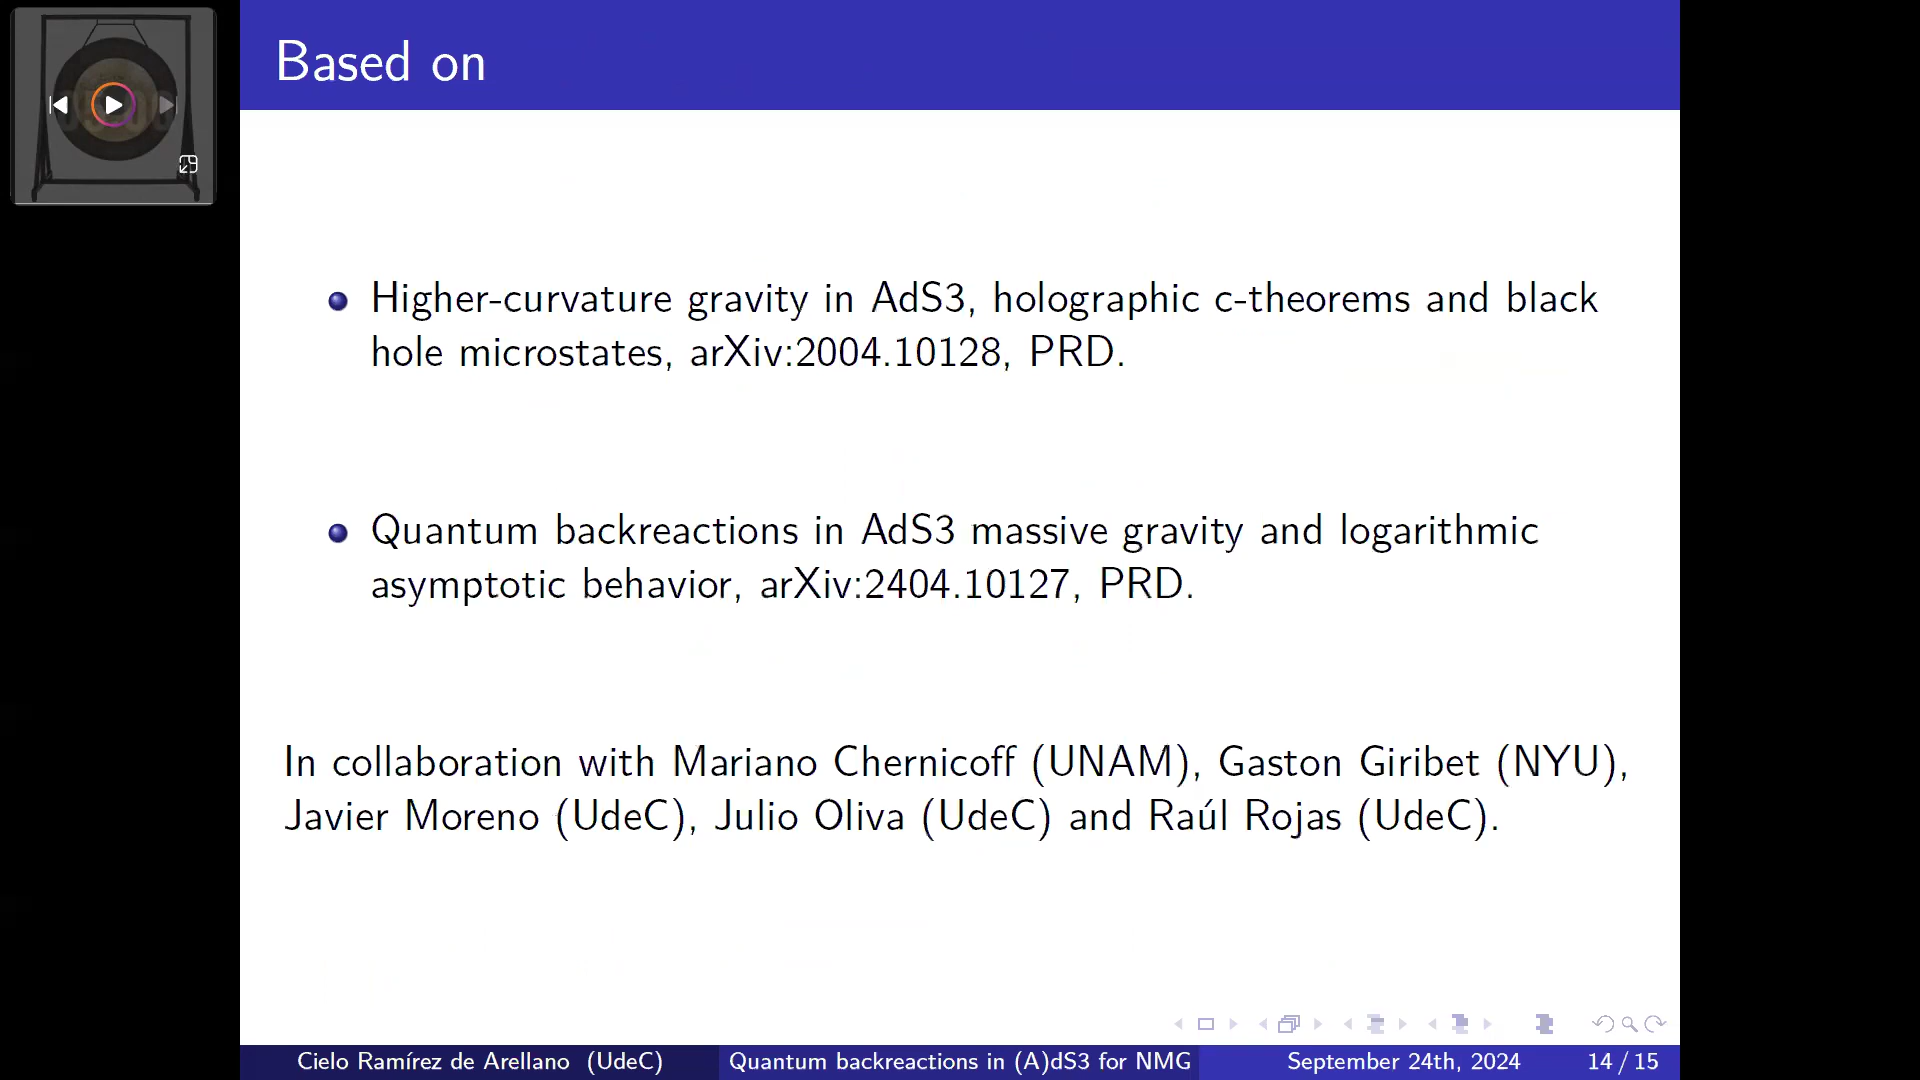 Based on
Higher-curvature gravity in AdS3, holographic c-theorems and black
hole microstates, arXiv:2004.10128, PRD.
Quantum backreactions in AdS3 massive gravity and logarithmic
asymptotic behavior, arXiv:2404.10127, PRD.
In collaboration with Mariano Chernicoff (UNAM), Gaston Giribet (NYU),
Javier Moreno (UdeC), Julio Oliva (UdeC) and Raúl Rojas (UdeC).
Cielo Ramírez de Arellano (UdeC) Quantum backreactions in (A)dS3 for NMG September 24th, 2024 14 / 15